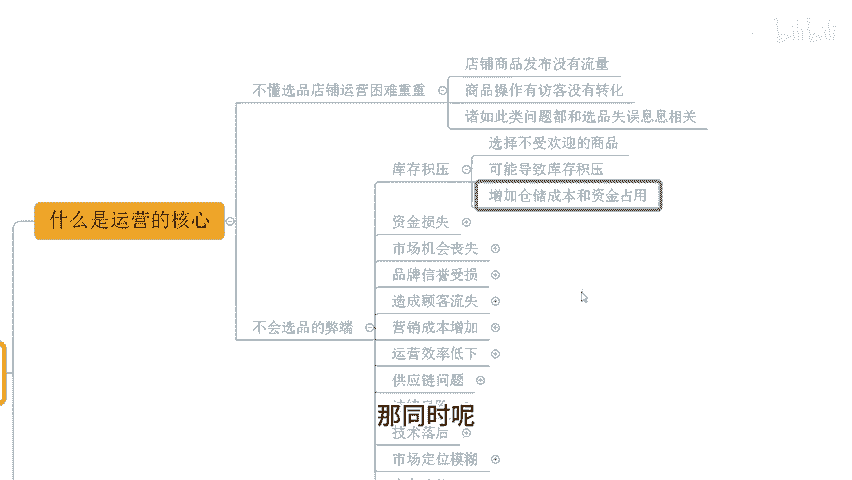 bilibili
店铺商品发布没有流量
不懂选品店铺运营困难重重
商品操作有访客没有转化
诸如此类问题都和选品失误息息相关
选择不受欢迎的商品
库存积压
可能导致库存积压
增加仓储成本和资金占用
什么是运营的核心
资金损失
市场机会丧失
品牌信誉受损
造成顾客流失
不会选品的弊端
营销成本增加
运营效率低下
供应链问题
那同时呢
技术落后
市场定位模糊